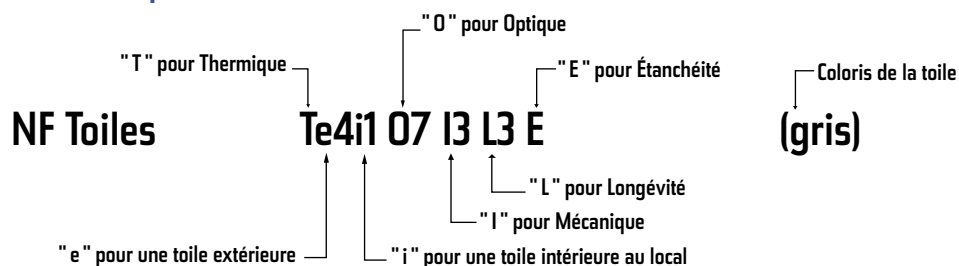 "O" pour Optique
"T" pour Thermique
"E" pour Étanchéité
Coloris de la toile
NF Toiles Te4i1 O7 I3 L3 E (gris)
"L" pour Longévité
"I" pour Mécanique
"e" pour une toile extérieure
"i" pour une toile intérieure au local